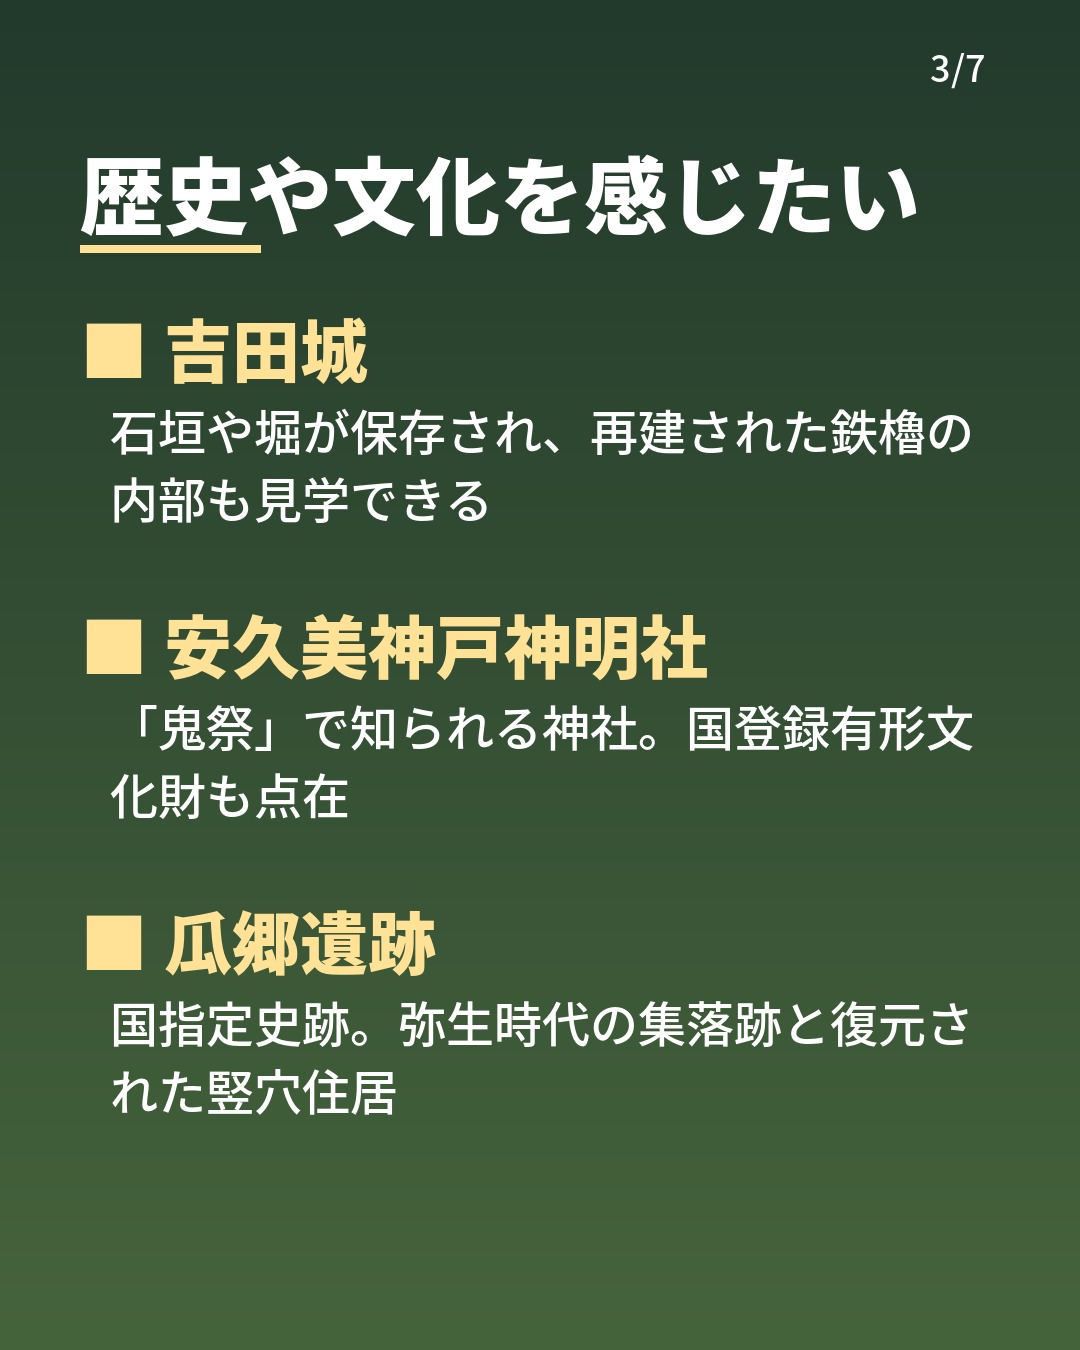 3/7
歴史や文化を感じたい
■ 吉田城
石垣や堀が保存され、再建された鉄櫓の
内部も見学できる
■ 安久美神戸神明社
「鬼祭」で知られる神社。国登録有形文
化財も点在
■ 瓜郷遺跡
国指定史跡。弥生時代の集落跡と復元さ
れた竪穴住居